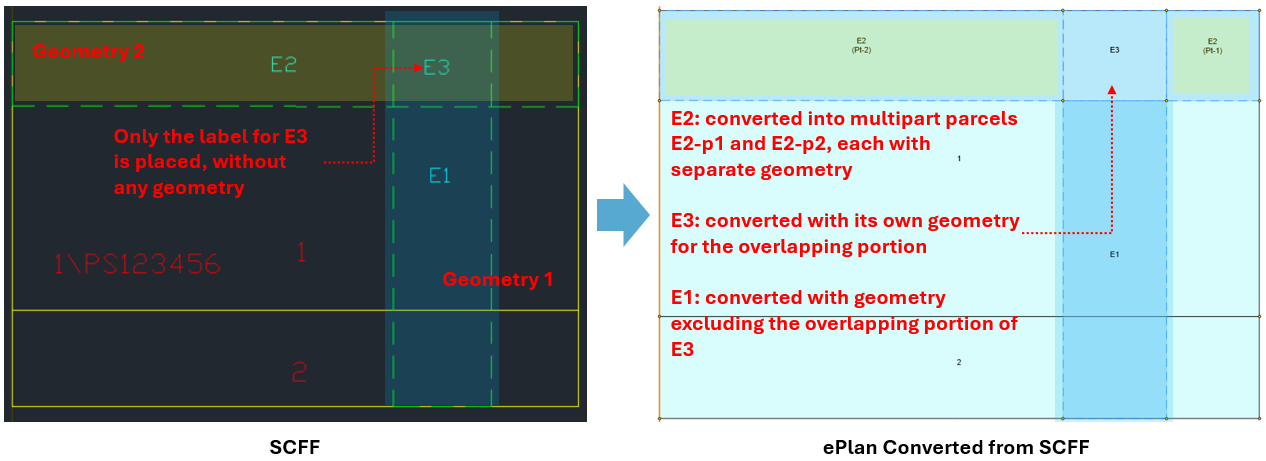 Geometry 2
E2
E3
Only the label for E3
is placed, without
any geometry
E1
1\PS123456
1
Geometry 1
2
SCFF
E2
(Pt-2)
E3
E2
(Pt-1)
E2: converted into multipart parcels
E2-p1 and E2-p2, each with
separate geometry
1
E3: converted with its own geometry
for the overlapping portion
E1
E1: converted with geometry
excluding the overlapping portion of
E3
2
ePlan Converted from SCFF